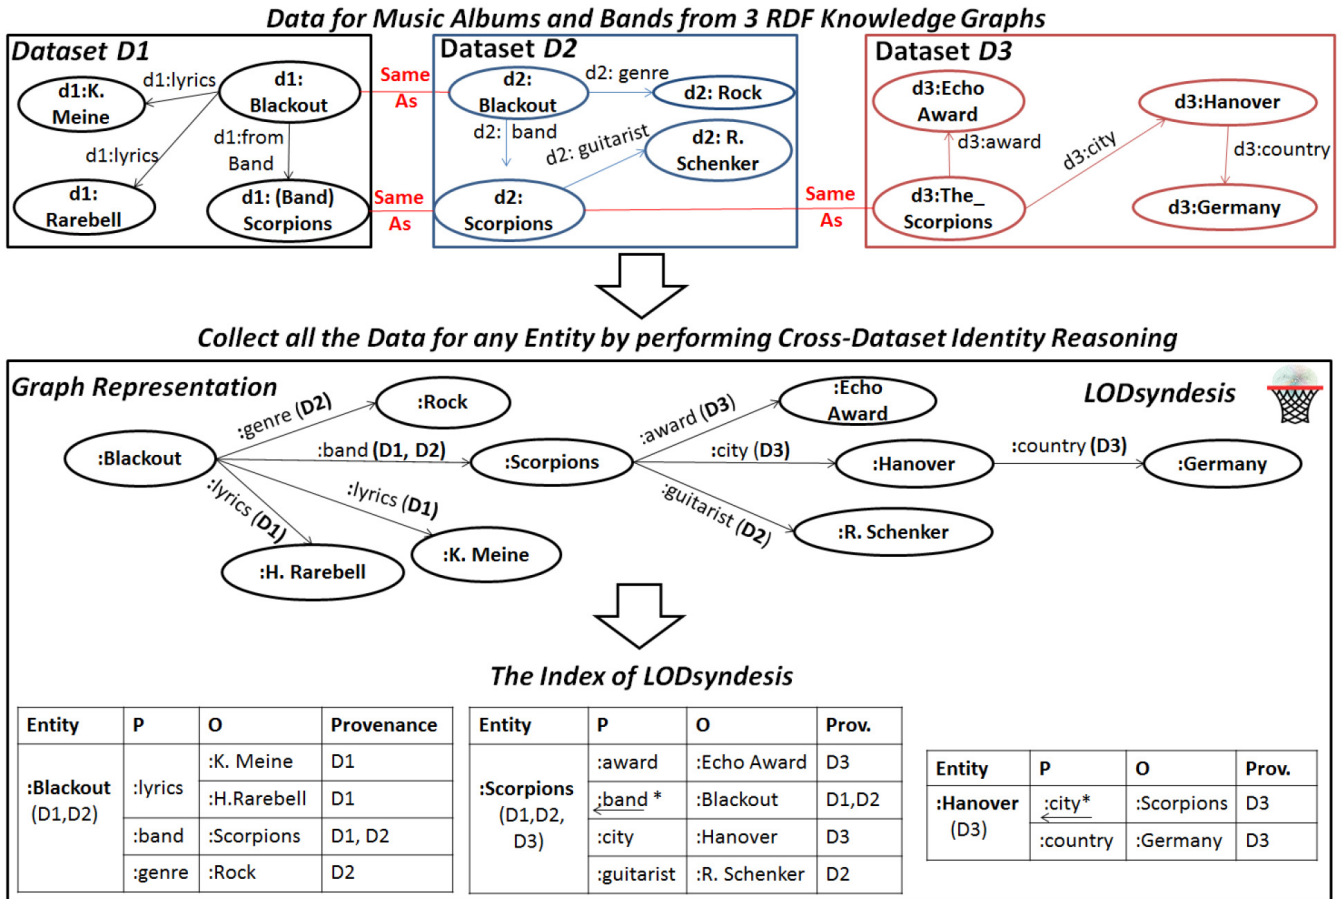 Data for Music Albums and Bands from 3 RDF Knowledge Graphs
Dataset D1
d1:K.
Meine
d1:lyrics
d1:
Blackout
d1:lyrics
d1:from
Band
d1:
Rarebell
d1: (Band)
Scorpions
Same
As
Same
As
Dataset D2
d2:
Blackout
d2: genre
d2: Rock
d2: band
d2: guitarist
d2: R.
Schenker
d2:
Scorpions
Same
As
Dataset D3
d3:Echo
Award
d3:award
d3:city
d3:Hanover
d3:country
d3:The_
Scorpions
d3:Germany
Collect all the Data for any Entity by performing Cross-Dataset Identity Reasoning
Graph Representation
LODsyndesis
:Blackout
:genre (D2)
:Rock
:band (D1, D2)
:Scorpions
:lyrics (D1)
:lyrics (D1)
:H. Rarebell
:K. Meine
:award (D3)
:Echo
Award
:city (D3)
:Hanover
:country (D3)
:Germany
:guitarist (D2)
:R. Schenker
The Index of LODsyndesis
Entity P O Provenance
:Blackout
(D1,D2)
:lyrics :K. Meine D1
:H.Rarebell D1
:band :Scorpions D1, D2
:genre :Rock D2
Entity P O Prov.
:Scorpions
(D1,D2,
D3)
:award :Echo Award D3
:band * :Blackout D1,D2
:city :Hanover D3
:guitarist :R. Schenker D2
Entity P O Prov.
:Hanover
(D3)
:city* :Scorpions D3
:country :Germany D3